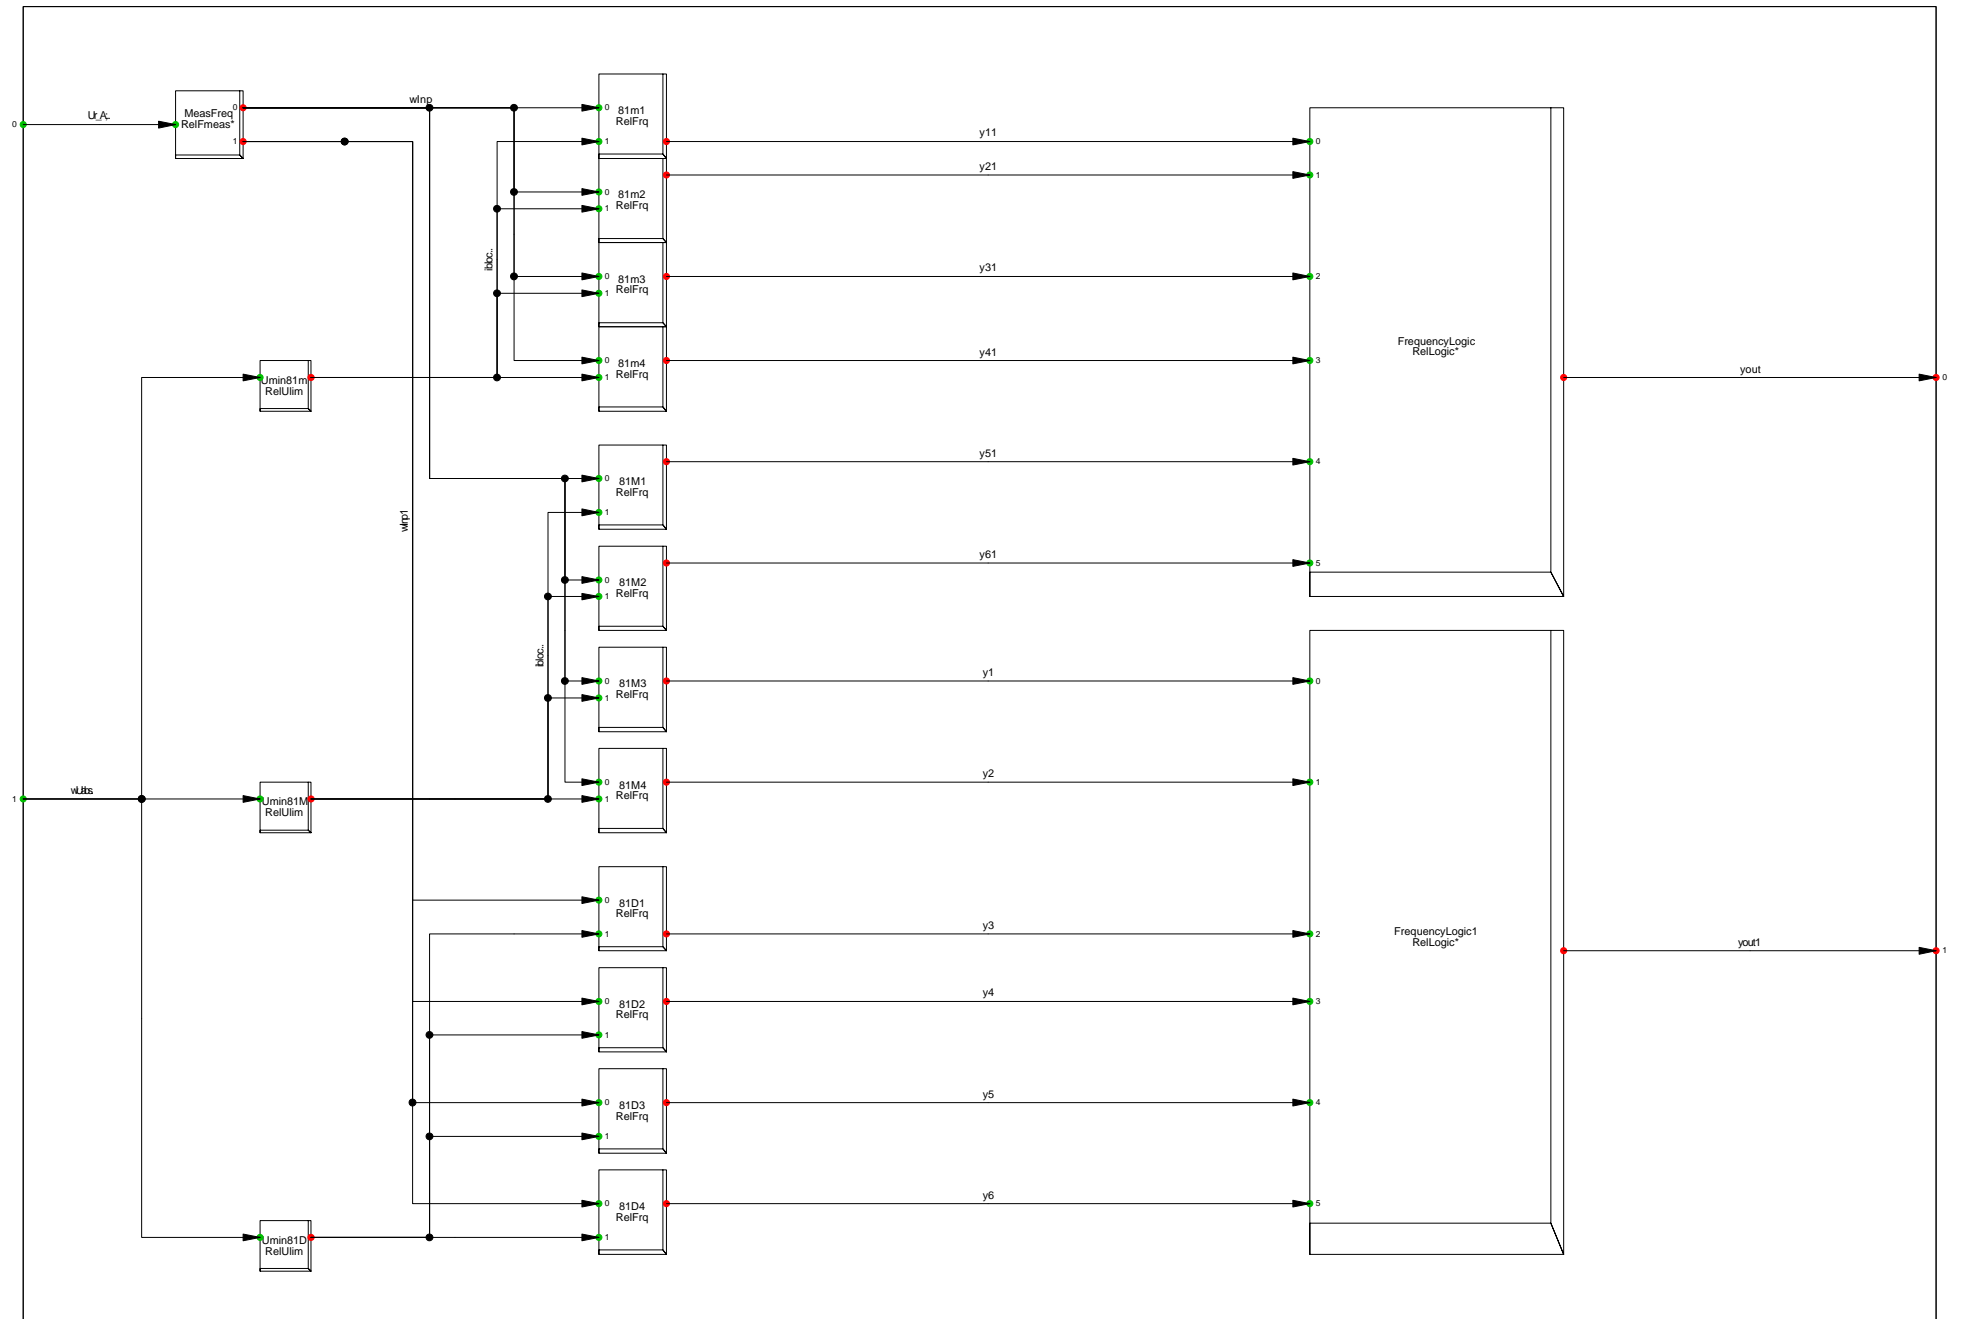 0
Ur_A;.
MeasFreq
RelFmeas*
0
1
wInp
0
81m1
RelFrq
1
y11
0
y21
1
0
81m2
1
RelFrq
ibloc..
0
81m3
1
RelFrq
y31
2
0
81m4
1
RelFrq
y41
3
FrequencyLogic
RelLogic*
yout
0
Umin81m
RelUlim
y51
4
0
81M1
RelFrq
1
wInp1
y61
5
0
81M2
1
RelFrq
ibloc..
0
81M3
1
RelFrq
y1
0
0
81M4
1
RelFrq
y2
1
1
Umin81M
RelUlim
0
81D1
RelFrq
1
y3
2
FrequencyLogic1
RelLogic*
yout1
1
0
81D2
RelFrq
1
y4
3
0
81D3
RelFrq
1
y5
4
0
81D4
RelFrq
1
y6
5
Umin81D
RelUlim